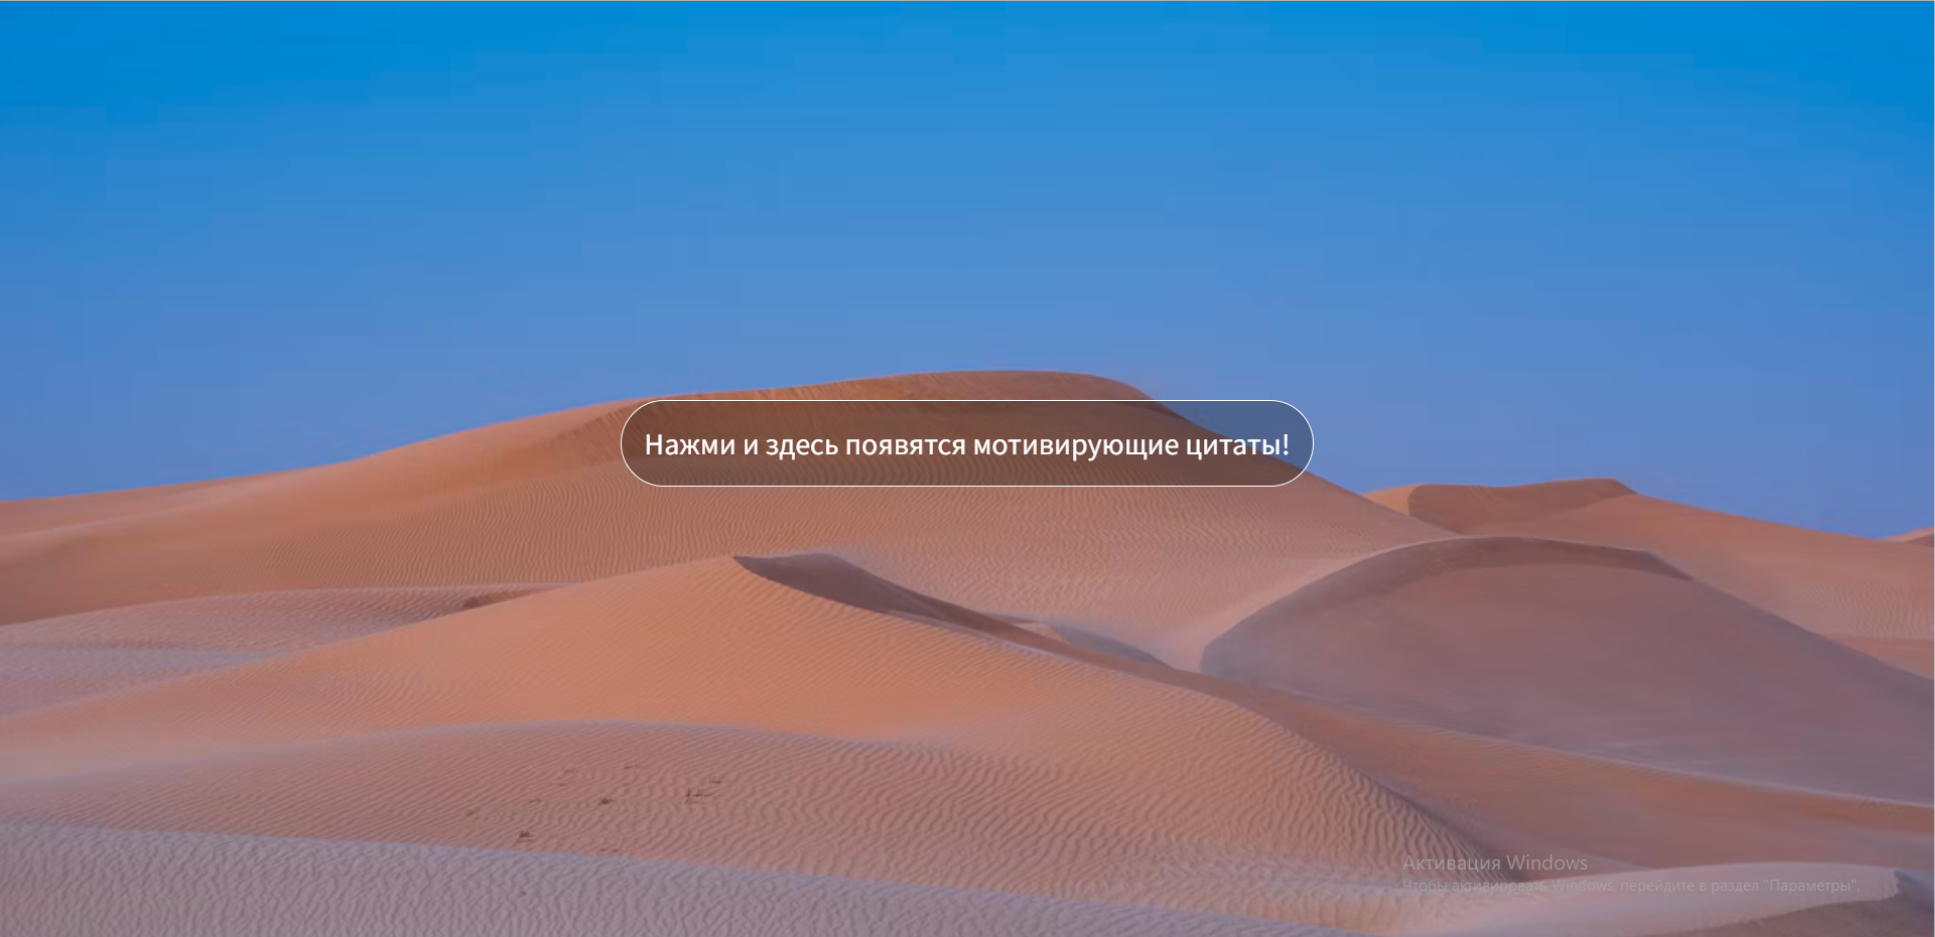 Нажми и здесь появятся мотивирующие цитаты!
Активация Windows
Чтобы активировать Windows, перейдите в раздел "Параметры".